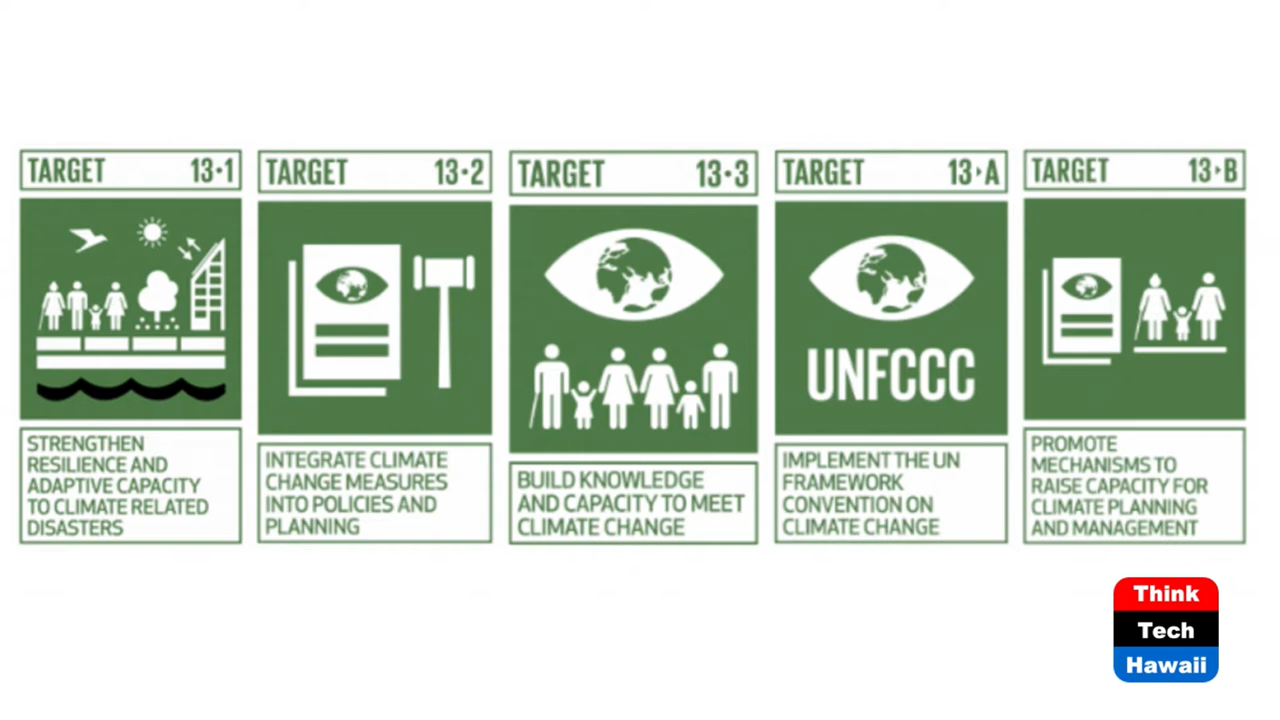 TARGET 13·1
STRENGTHEN
RESILIENCE AND
ADAPTIVE CAPACITY
TO CLIMATE RELATED
DISASTERS
TARGET 13·2
INTEGRATE CLIMATE
CHANGE MEASURES
INTO POLICIES AND
PLANNING
TARGET 13·3
BUILD KNOWLEDGE
AND CAPACITY TO MEET
CLIMATE CHANGE
TARGET 13▸A
UNFCCC
IMPLEMENT THE UN
FRAMEWORK
CONVENTION ON
CLIMATE CHANGE
TARGET 13▸B
PROMOTE
MECHANISMS TO
RAISE CAPACITY FOR
CLIMATE PLANNING
AND MANAGEMENT
Think
Tech
Hawaii